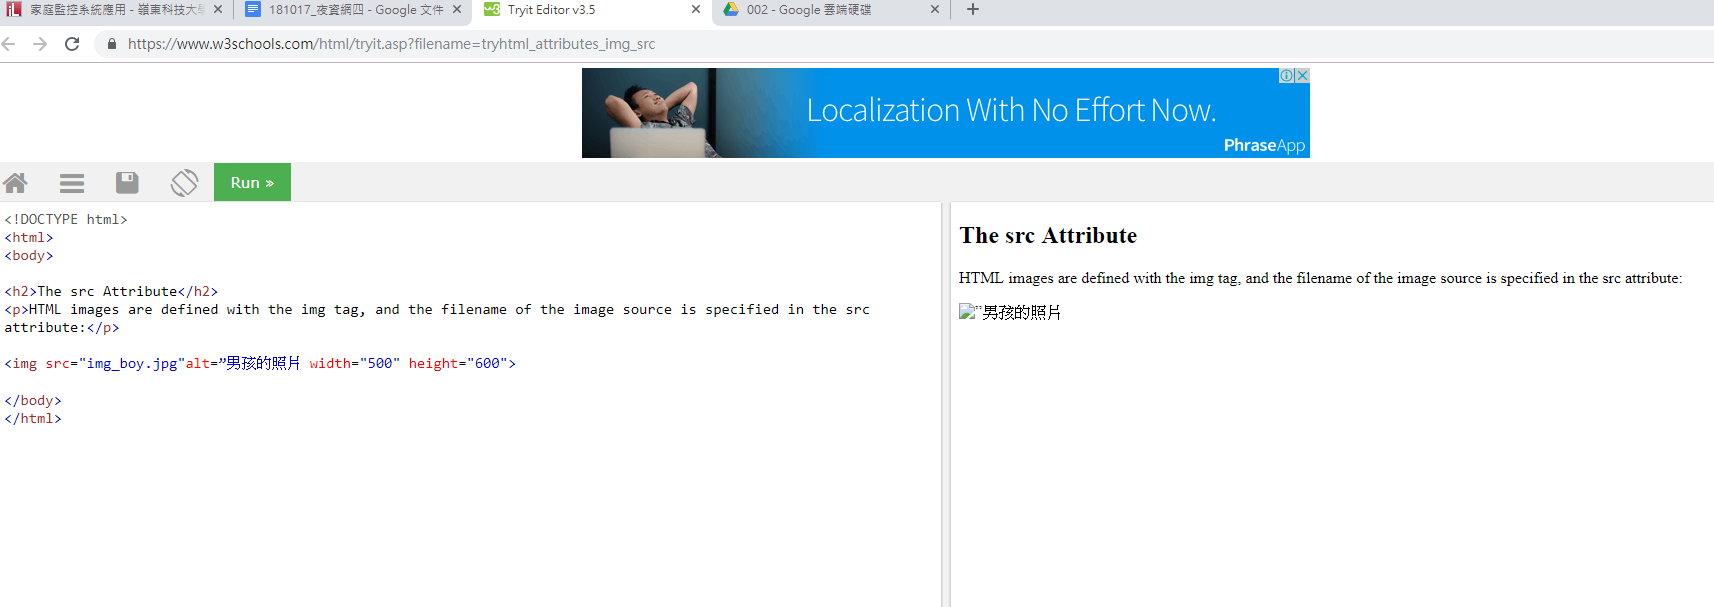 家庭監控系統應用 - 嶺東科技大學
181017_夜資網四 - Google 文件
Tryit Editor v3.5
002 - Google 雲端硬碟
https://www.w3schools.com/html/tryit.asp?filename=tryhtml_attributes_img_src
Localization With No Effort Now.
PhraseApp
Run »
<!DOCTYPE html>
<html>
<body>
<h2>The src Attribute</h2>
<p>HTML images are defined with the img tag, and the filename of the image source is specified in the src
attribute:</p>
<img src="img_boy.jpg"alt=”男孩的照片 width="500" height="600">
</body>
</html>
The src Attribute
HTML images are defined with the img tag, and the filename of the image source is specified in the src attribute:
”男孩的照片